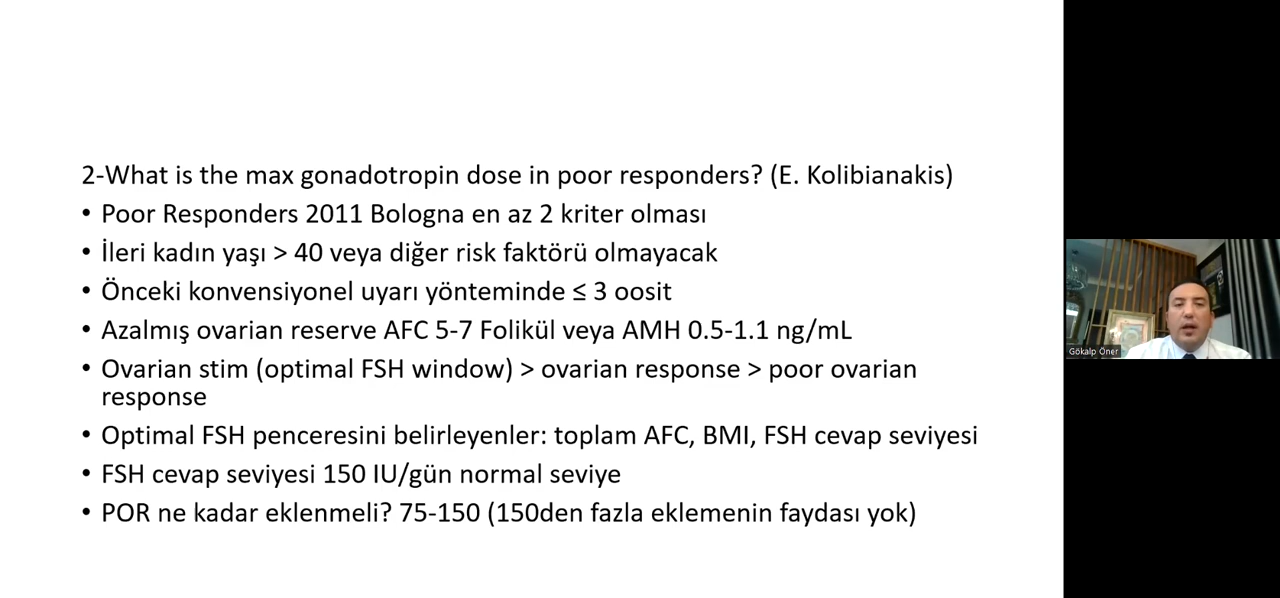 2-What is the max gonadotropin dose in poor responders? (E. Kolibianakis)
• Poor Responders 2011 Bologna en az 2 kriter olması
• İleri kadın yaşı > 40 veya diğer risk faktörü olmayacak
• Önceki konvensiyonel uyarı yönteminde ≤ 3 oosit
• Azalmış ovarian reserve AFC 5-7 Folikül veya AMH 0.5-1.1 ng/mL
• Ovarian stim (optimal FSH window) > ovarian response > poor ovarian
response
• Optimal FSH penceresini belirleyenler: toplam AFC, BMI, FSH cevap seviyesi
• FSH cevap seviyesi 150 IU/gün normal seviye
• POR ne kadar eklenmeli? 75-150 (150den fazla eklemenin faydası yok)
Gökalp Öner